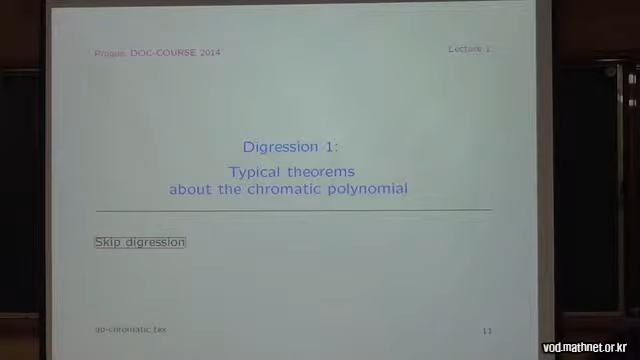 Prague, DOC-COURSE 2014
Lecture 1
Digression 1:
Typical theorems
about the chromatic polynomial
Skip digression
gp-chromatic.tex
11
vod.mathnet.or.kr